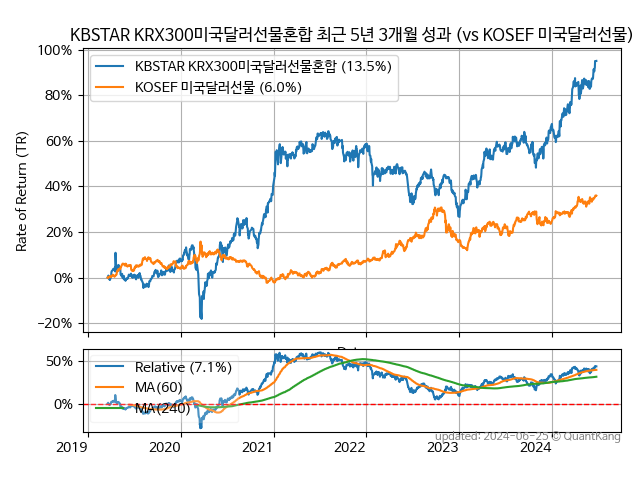 KBSTAR KRX300미국달러선물혼합 최근 5년 3개월 성과 (vs KOSEF 미국달러선물)
100%
80%
60%
40%
20%
0%
−20%
Rate of Return (TR)
KBSTAR KRX300미국달러선물혼합 (13.5%)
KOSEF 미국달러선물 (6.0%)
50%
0%
Relative (7.1%)
MA(60)
MA(240)
2019
2020
2021
2022
2023
2024
updated: 2024-06-25 © QuantKang